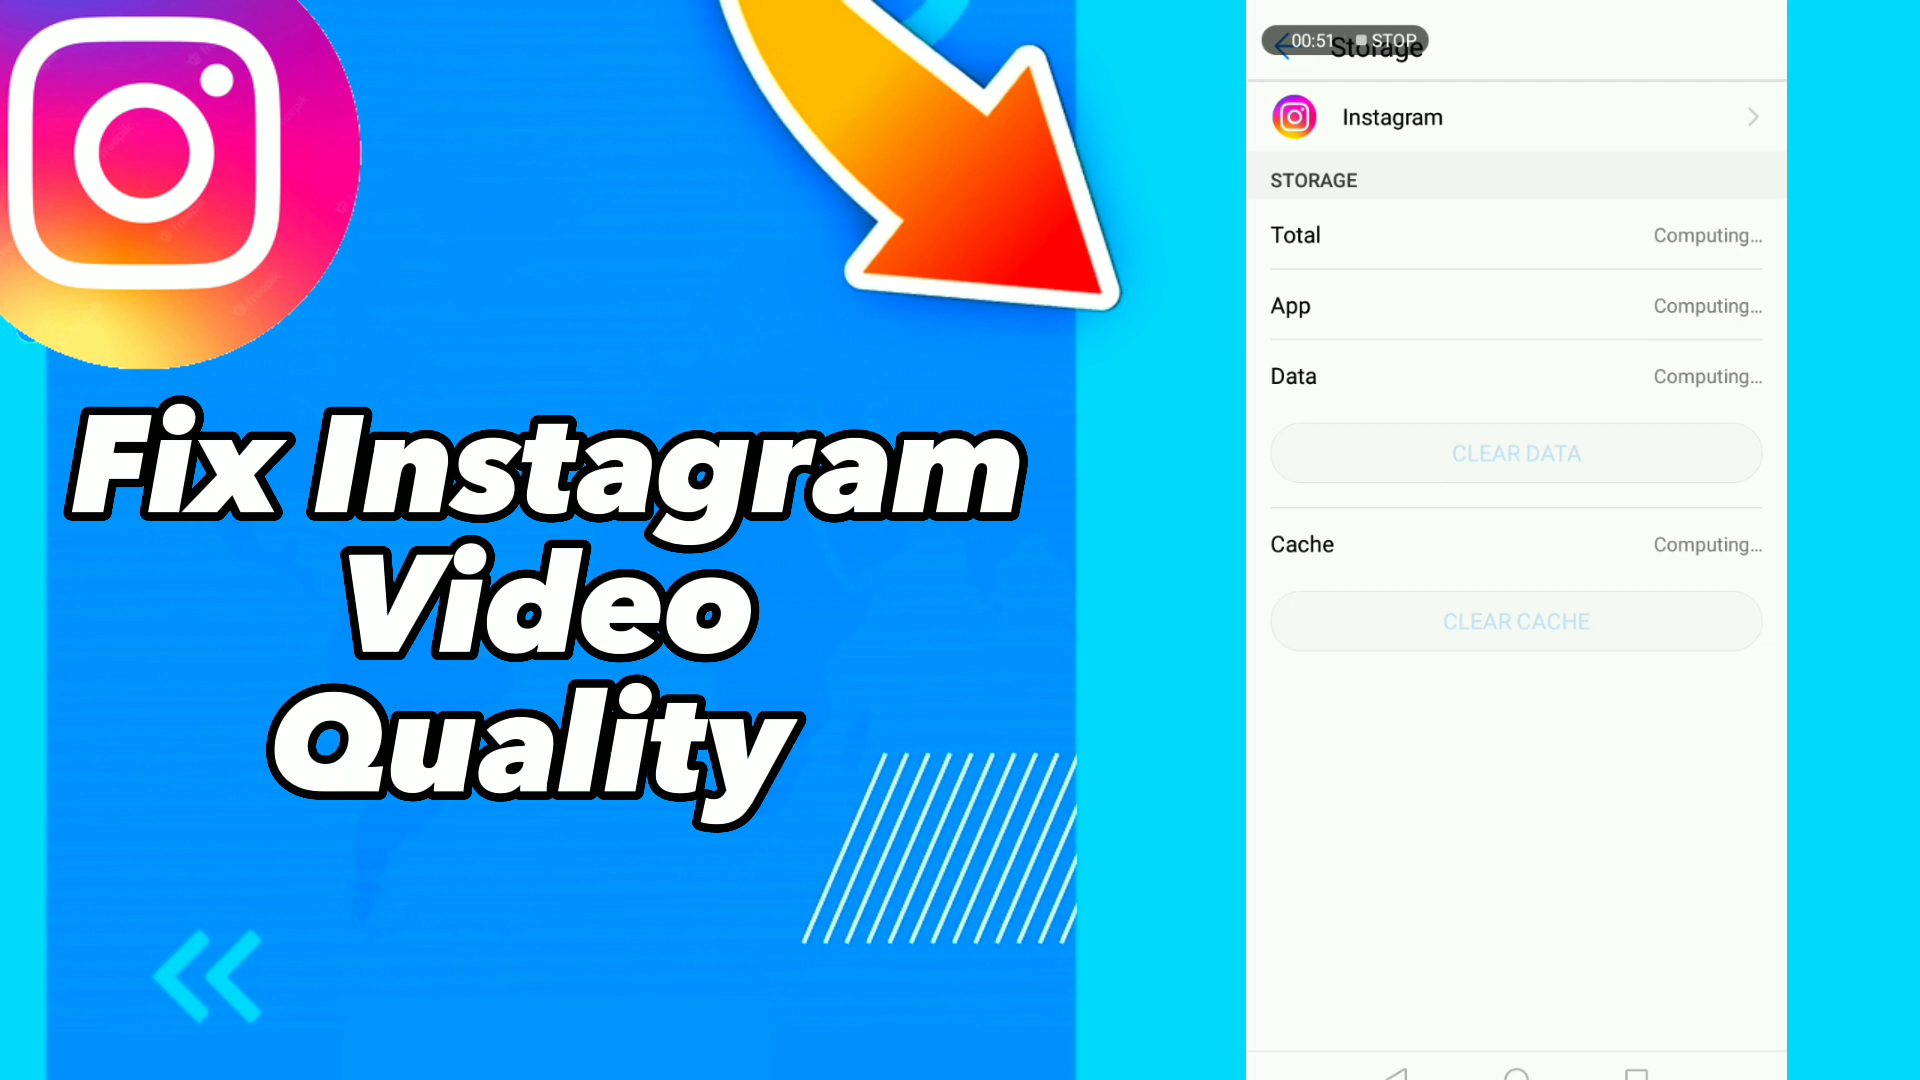 Fix Instagram
Video
Quality
00:51 STOP
Storage
Instagram
STORAGE
Total Computing...
App Computing...
Data Computing...
CLEAR DATA
Cache Computing...
CLEAR CACHE